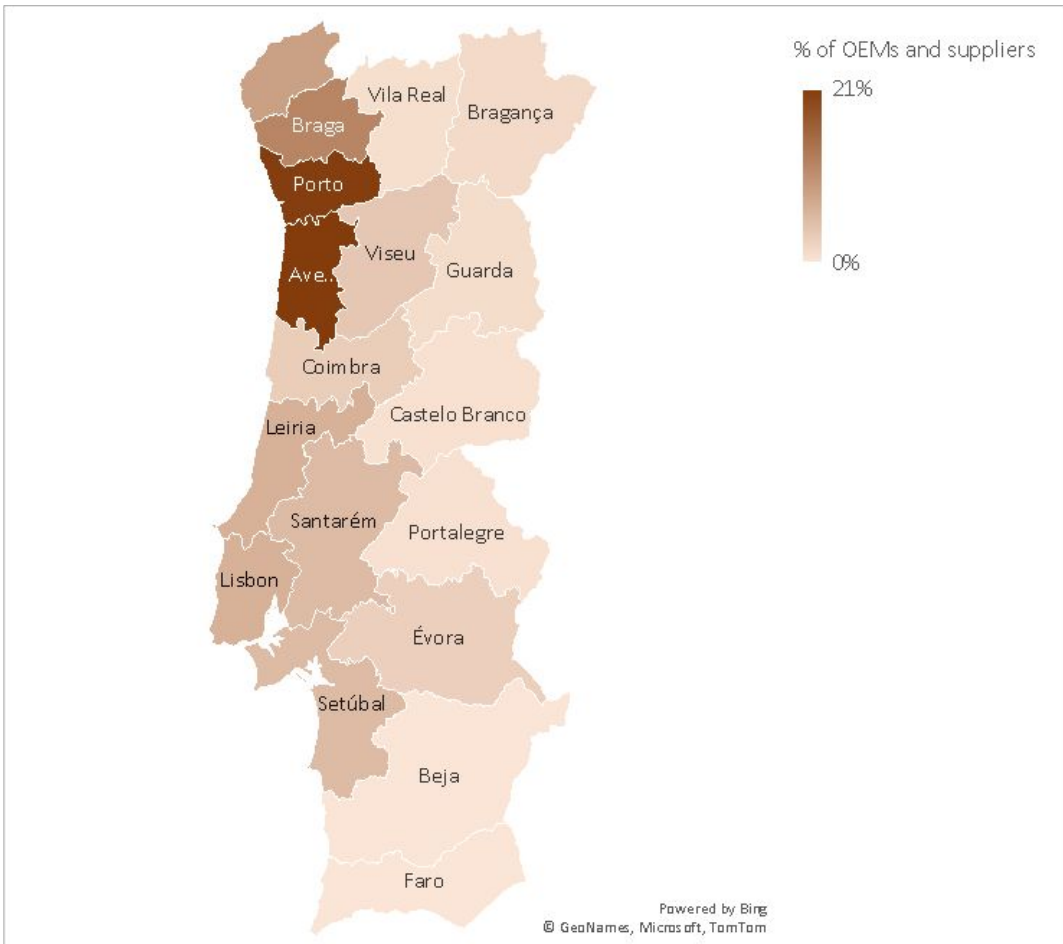 % of OEMs and suppliers
21%
0%
Vila Real
Bragança
Braga
Porto
Viseu
Ave...
Guarda
Coimbra
Castelo Branco
Leiria
Santarém
Portalegre
Lisbon
Évora
Setúbal
Beja
Faro
Powered by Bing
© GeoNames, Microsoft, TomTom